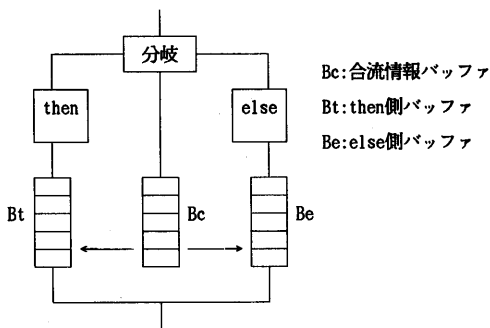 分岐
then
else
Bc:合流情報バッファ
Bt:then側バッファ
Be:else側バッファ
Bt
Bc
Be